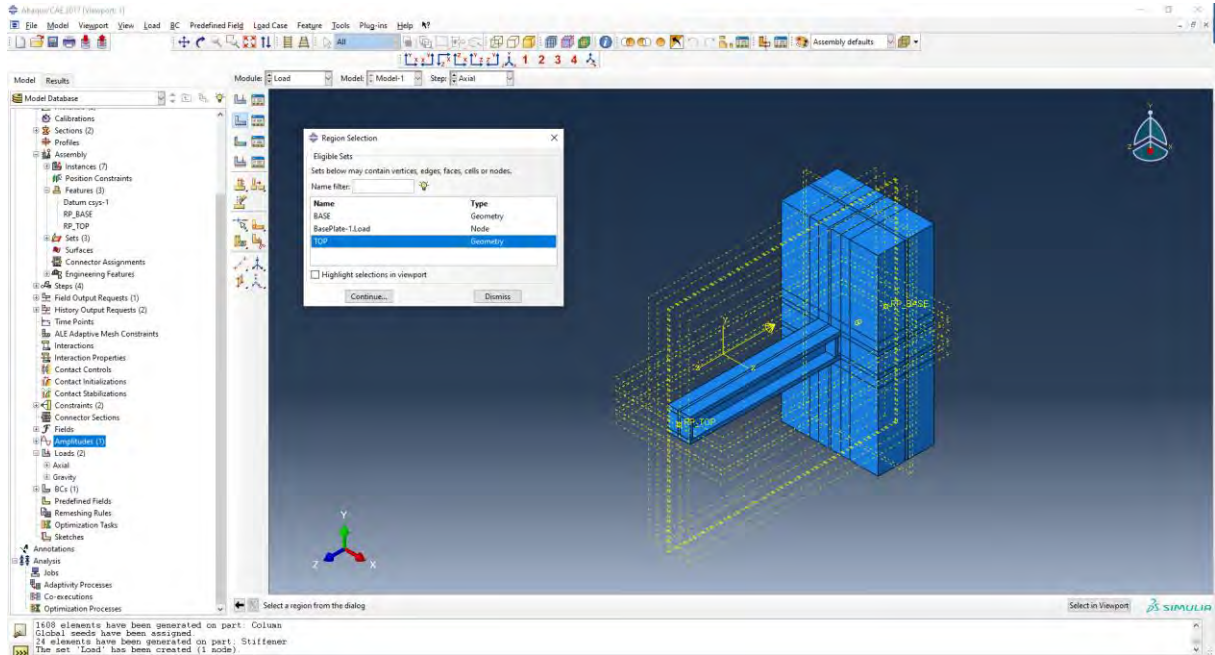 Abaqus/CAE 2017 [Viewport: 1]
File Model Viewport View Load BC Predefined Field Load Case Feature Tools Plug-ins Help
All
Assembly defaults
1 2 3 4
Model Results
Module: Load Model: Model-1 Step: Axial
Model Database
Calibrations
Sections (2)
Profiles
Assembly
Instances (7)
Position Constraints
Features (3)
Datum csys-1
RP_BASE
RP_TOP
Sets (3)
Surfaces
Connector Assignments
Engineering Features
Steps (4)
Field Output Requests (1)
History Output Requests (2)
Time Points
ALE Adaptive Mesh Constraints
Interactions
Interaction Properties
Contact Controls
Contact Initializations
Contact Stabilizations
Constraints (2)
Connector Sections
Fields
Amplitudes (1)
Loads (2)
Axial
Gravity
BCs (1)
Predefined Fields
Remeshing Rules
Optimization Tasks
Sketches
Annotations
Analysis
Jobs
Adaptivity Processes
Co-executions
Optimization Processes
Region Selection
Eligible Sets
Sets below may contain vertices, edges, faces, cells or nodes.
Name filter:
Name Type
BASE Geometry
BasePlate-1.Load Node
TOP Geometry
Highlight selections in viewport
Continue... Dismiss
RP_BASE
RP_TOP
Y
Z X
Select a region from the dialog
Select in Viewport
SIMULIA
1608 elements have been generated on part: Column
Global seeds have been assigned.
24 elements have been generated on part: Stiffener
The set 'Load' has been created (1 node).